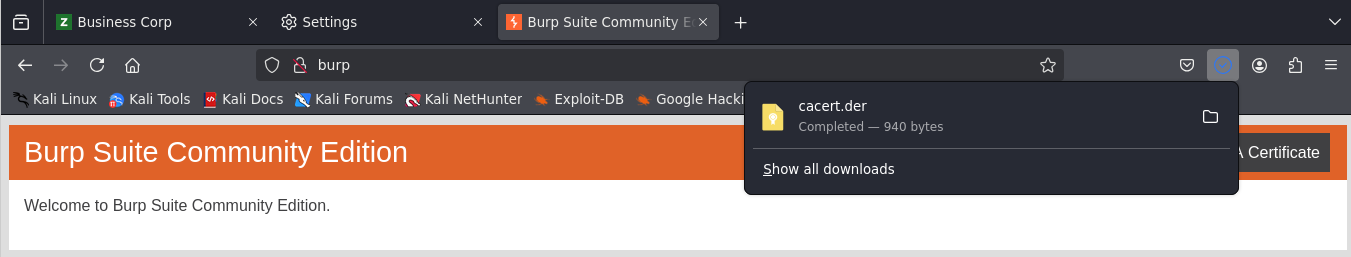 Business Corp
Settings
Burp Suite Community E
burp
Kali Linux
Kali Tools
Kali Docs
Kali Forums
Kali NetHunter
Exploit-DB
Google Hacki
cacert.der
Completed — 940 bytes
Show all downloads
Burp Suite Community Edition
A Certificate
Welcome to Burp Suite Community Edition.